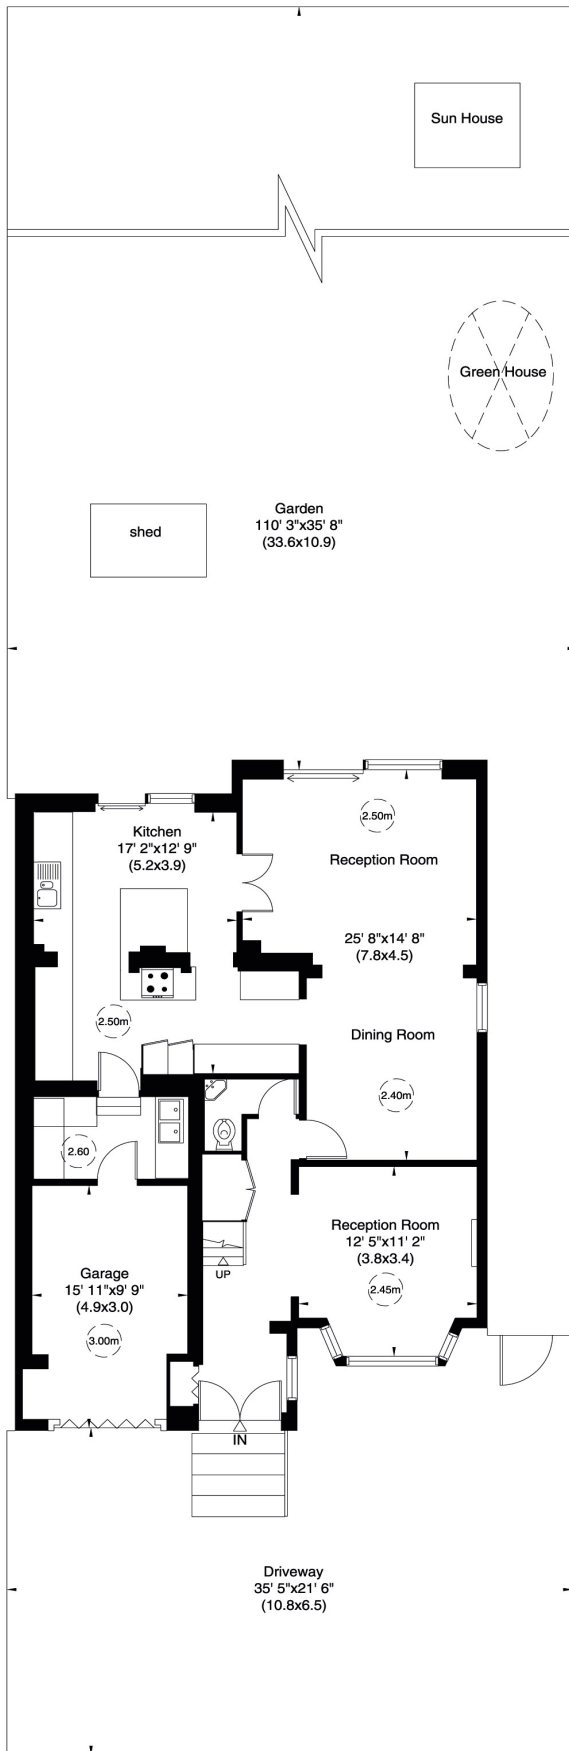 Sun House
Green House
Garden
110' 3"x35' 8"
(33.6x10.9)
shed
Kitchen
17' 2"x12' 9"
(5.2x3.9)
2.50m
Reception Room
25' 8"x14' 8"
(7.8x4.5)
2.50m
Dining Room
2.40m
2.60
Reception Room
12' 5"x11' 2"
(3.8x3.4)
2.45m
UP
Garage
15' 11"x9' 9"
(4.9x3.0)
3.00m
IN
Driveway
35' 5"x21' 6"
(10.8x6.5)